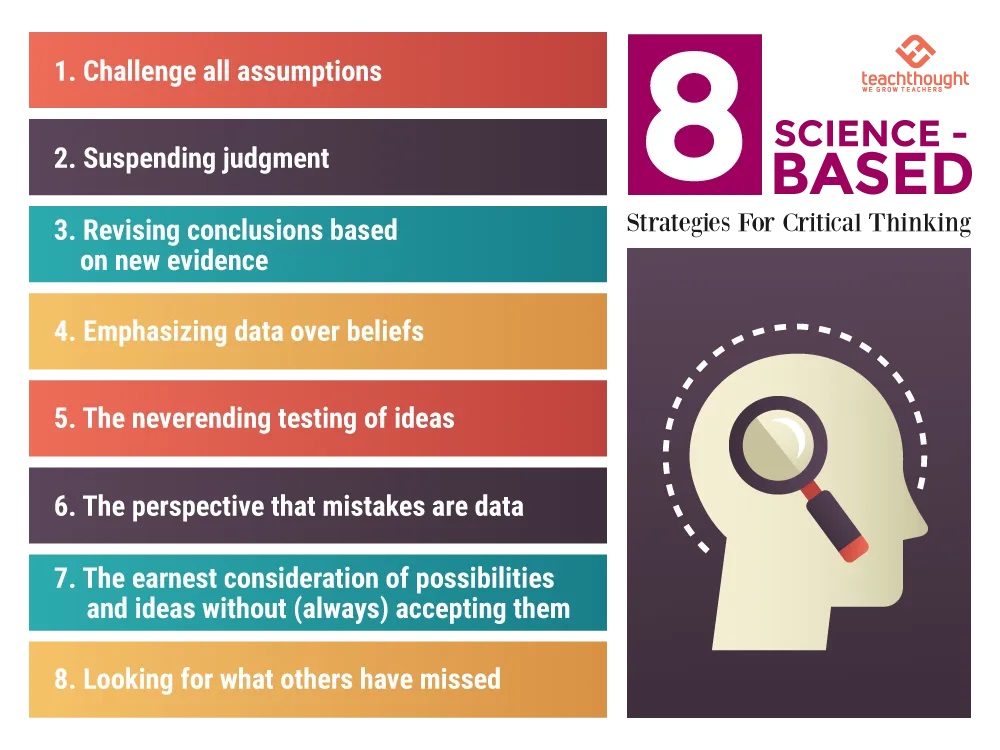 1. Challenge all assumptions
2. Suspending judgment
3. Revising conclusions based
on new evidence
4. Emphasizing data over beliefs
5. The neverending testing of ideas
6. The perspective that mistakes are data
7. The earnest consideration of possibilities
and ideas without (always) accepting them
8. Looking for what others have missed
teachthought
WE GROW TEACHERS
8
SCIENCE -
BASED
Strategies For Critical Thinking